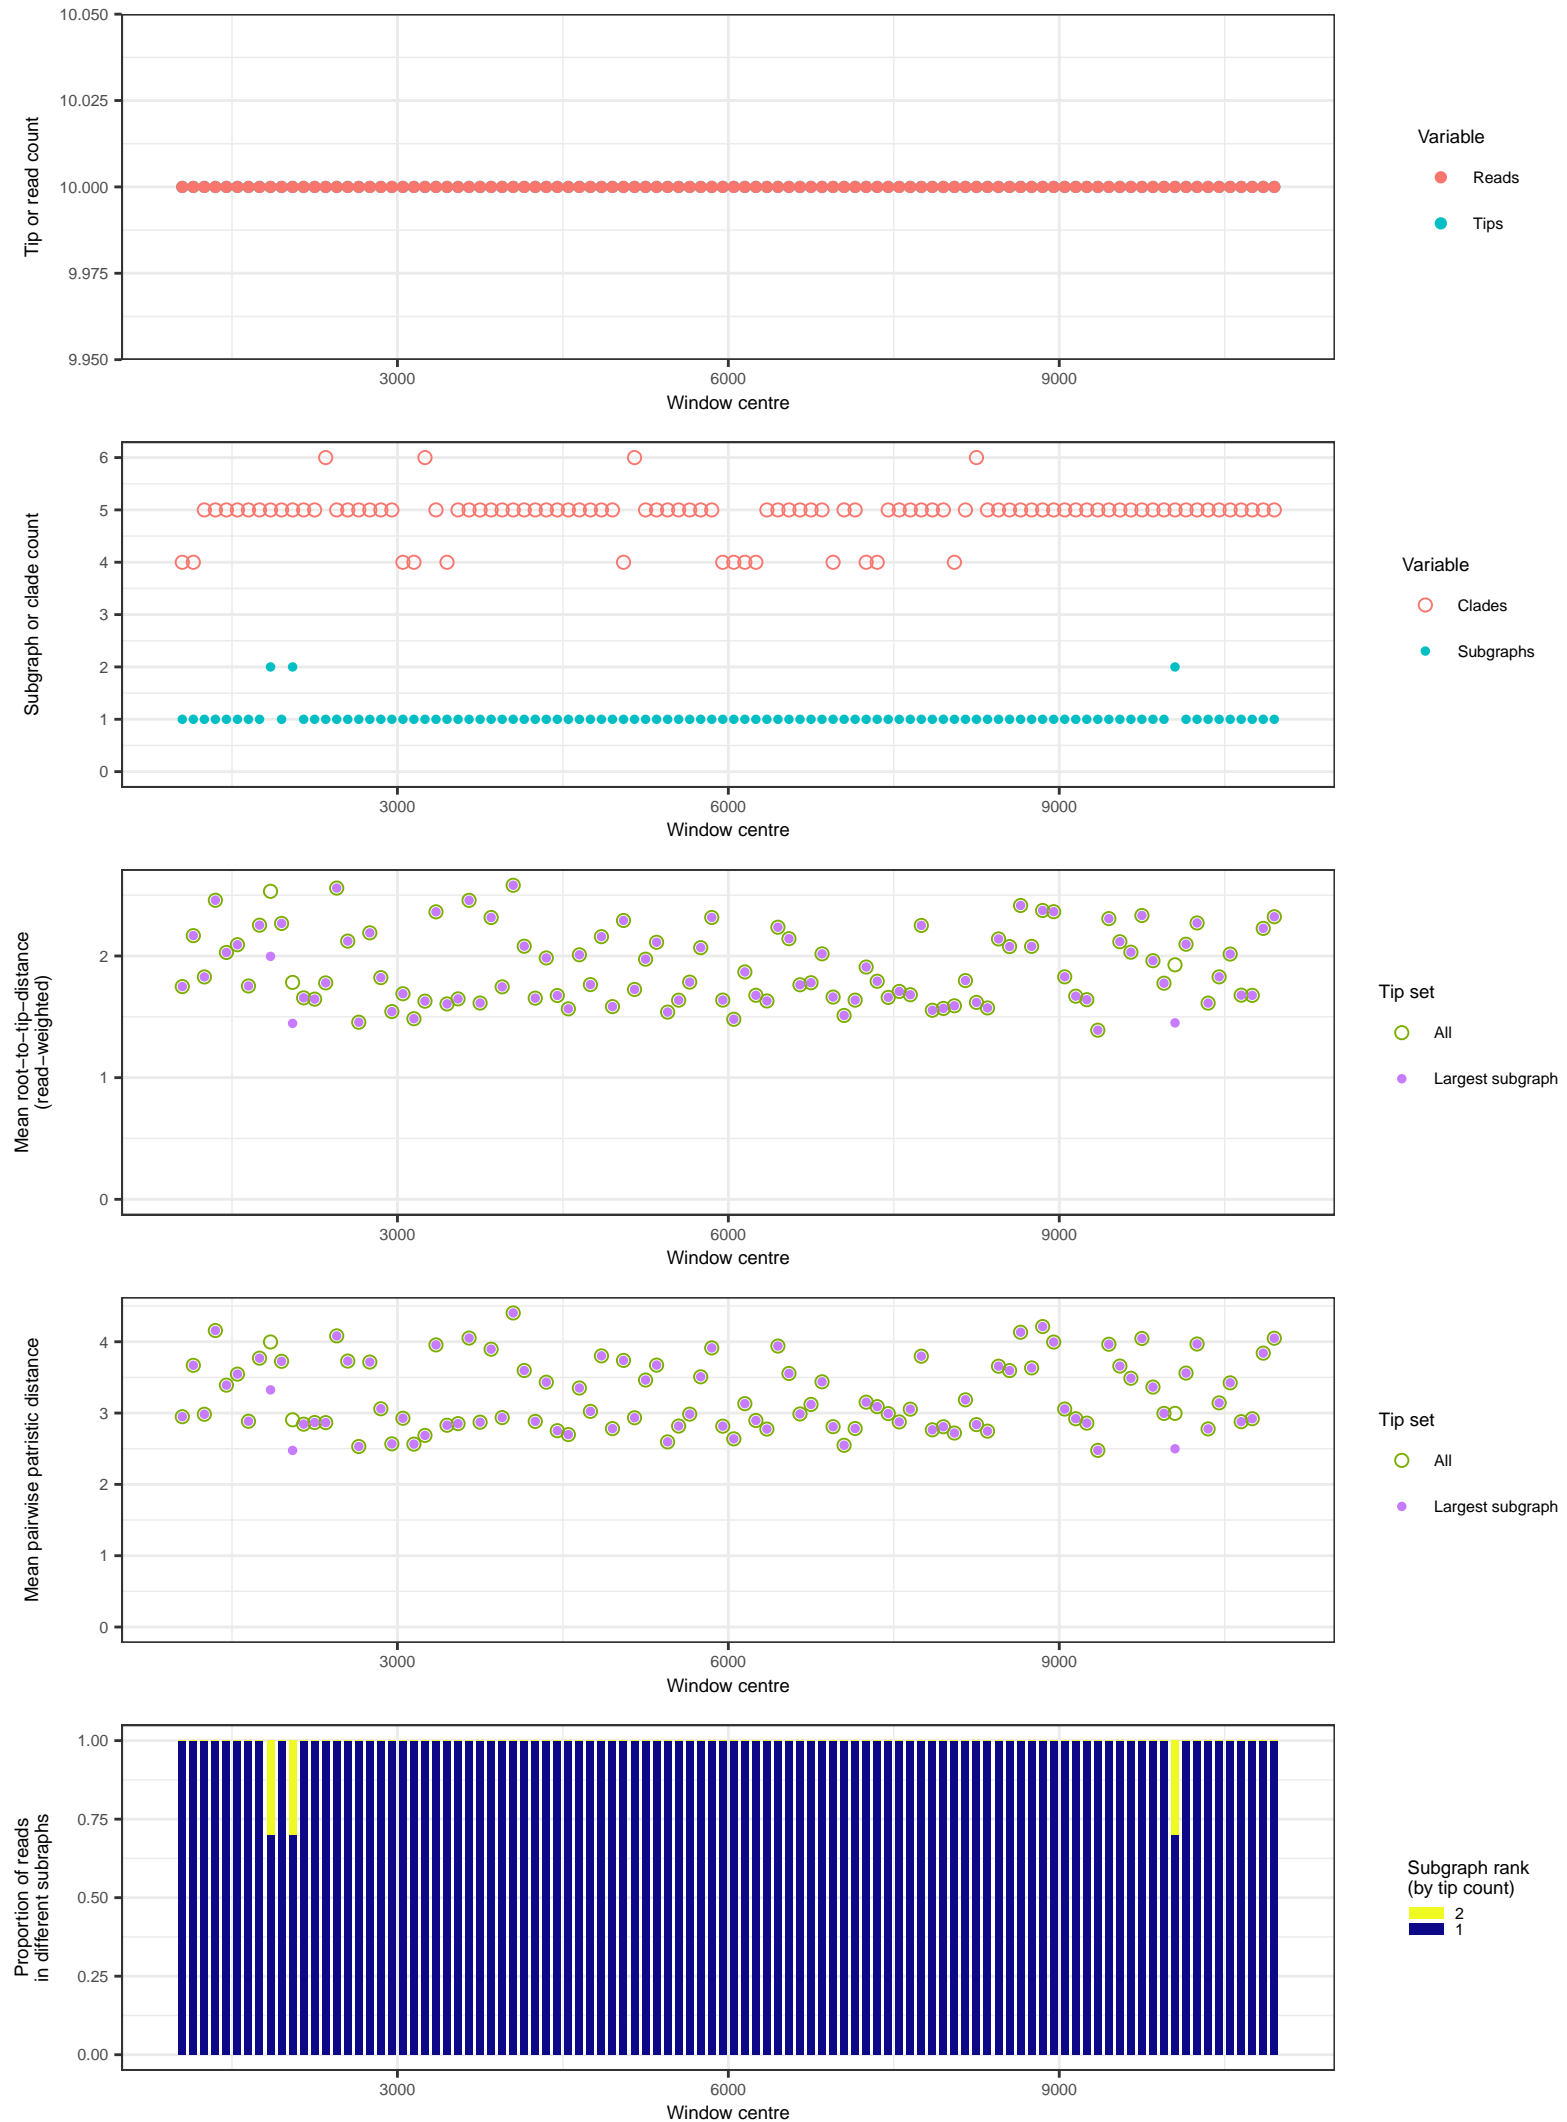 10.050
10.025
10.000
9.975
9.950
Tip or read count
3000 6000 9000
Window centre
Variable
Reads
Tips
6
5
4
3
2
1
0
Subgraph or clade count
3000 6000 9000
Window centre
Variable
Clades
Subgraphs
2
1
0
Mean root−to−tip−distance
(read−weighted)
3000 6000 9000
Window centre
Tip set
All
Largest subgraph
4
3
2
1
0
Mean pairwise patristic distance
3000 6000 9000
Window centre
Tip set
All
Largest subgraph
1.00
0.75
0.50
0.25
0.00
Proportion of reads
in different subraphs
3000 6000 9000
Window centre
Subgraph rank
(by tip count)
2
1